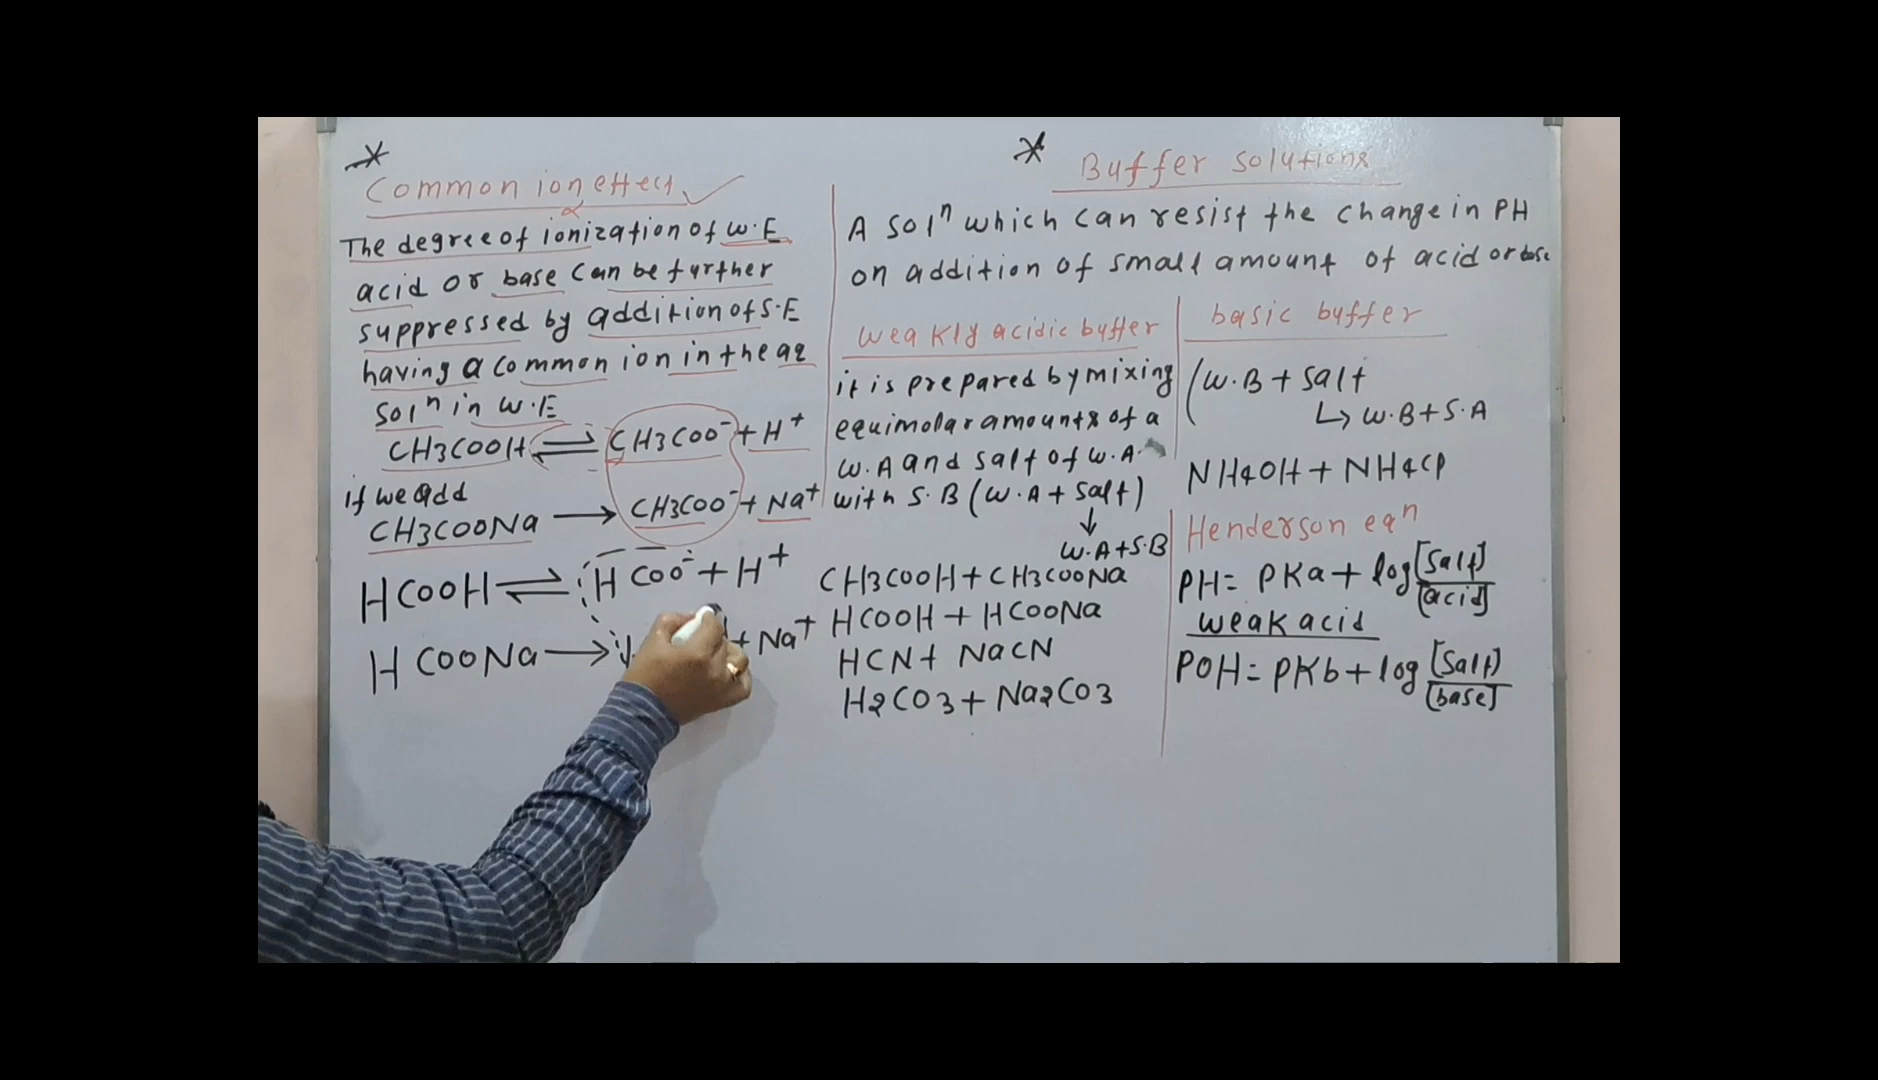 Common ion effect
The degree of ionization of W.E
acid or base can be further
suppressed by addition of S.E
having a common ion in the aq
solⁿ in W.E
CH3COOH ⇌ CH3COO⁻ + H⁺
If we add
CH3COONa → CH3COO⁻ + Na⁺
HCOOH ⇌ HCOO⁻ + H⁺
HCOONa → + Na⁺
Buffer solutions
A solⁿ which can resist the change in PH
on addition of small amount of acid or base
weakly acidic buffer
it is prepared by mixing
equimolar amounts of a
W.A and salt of W.A.
with S.B (W.A + salt)
↓
W.A+S.B
CH3COOH + CH3COONa
HCOOH + HCOONa
HCN + NaCN
H2CO3 + Na2CO3
basic buffer
(W.B + salt
↳ W.B + S.A
NH4OH + NH4Cl
Henderson eqⁿ
PH = PKa + log [Salt]/[acid]
weak acid
POH = PKb + log [Salt]/[base]